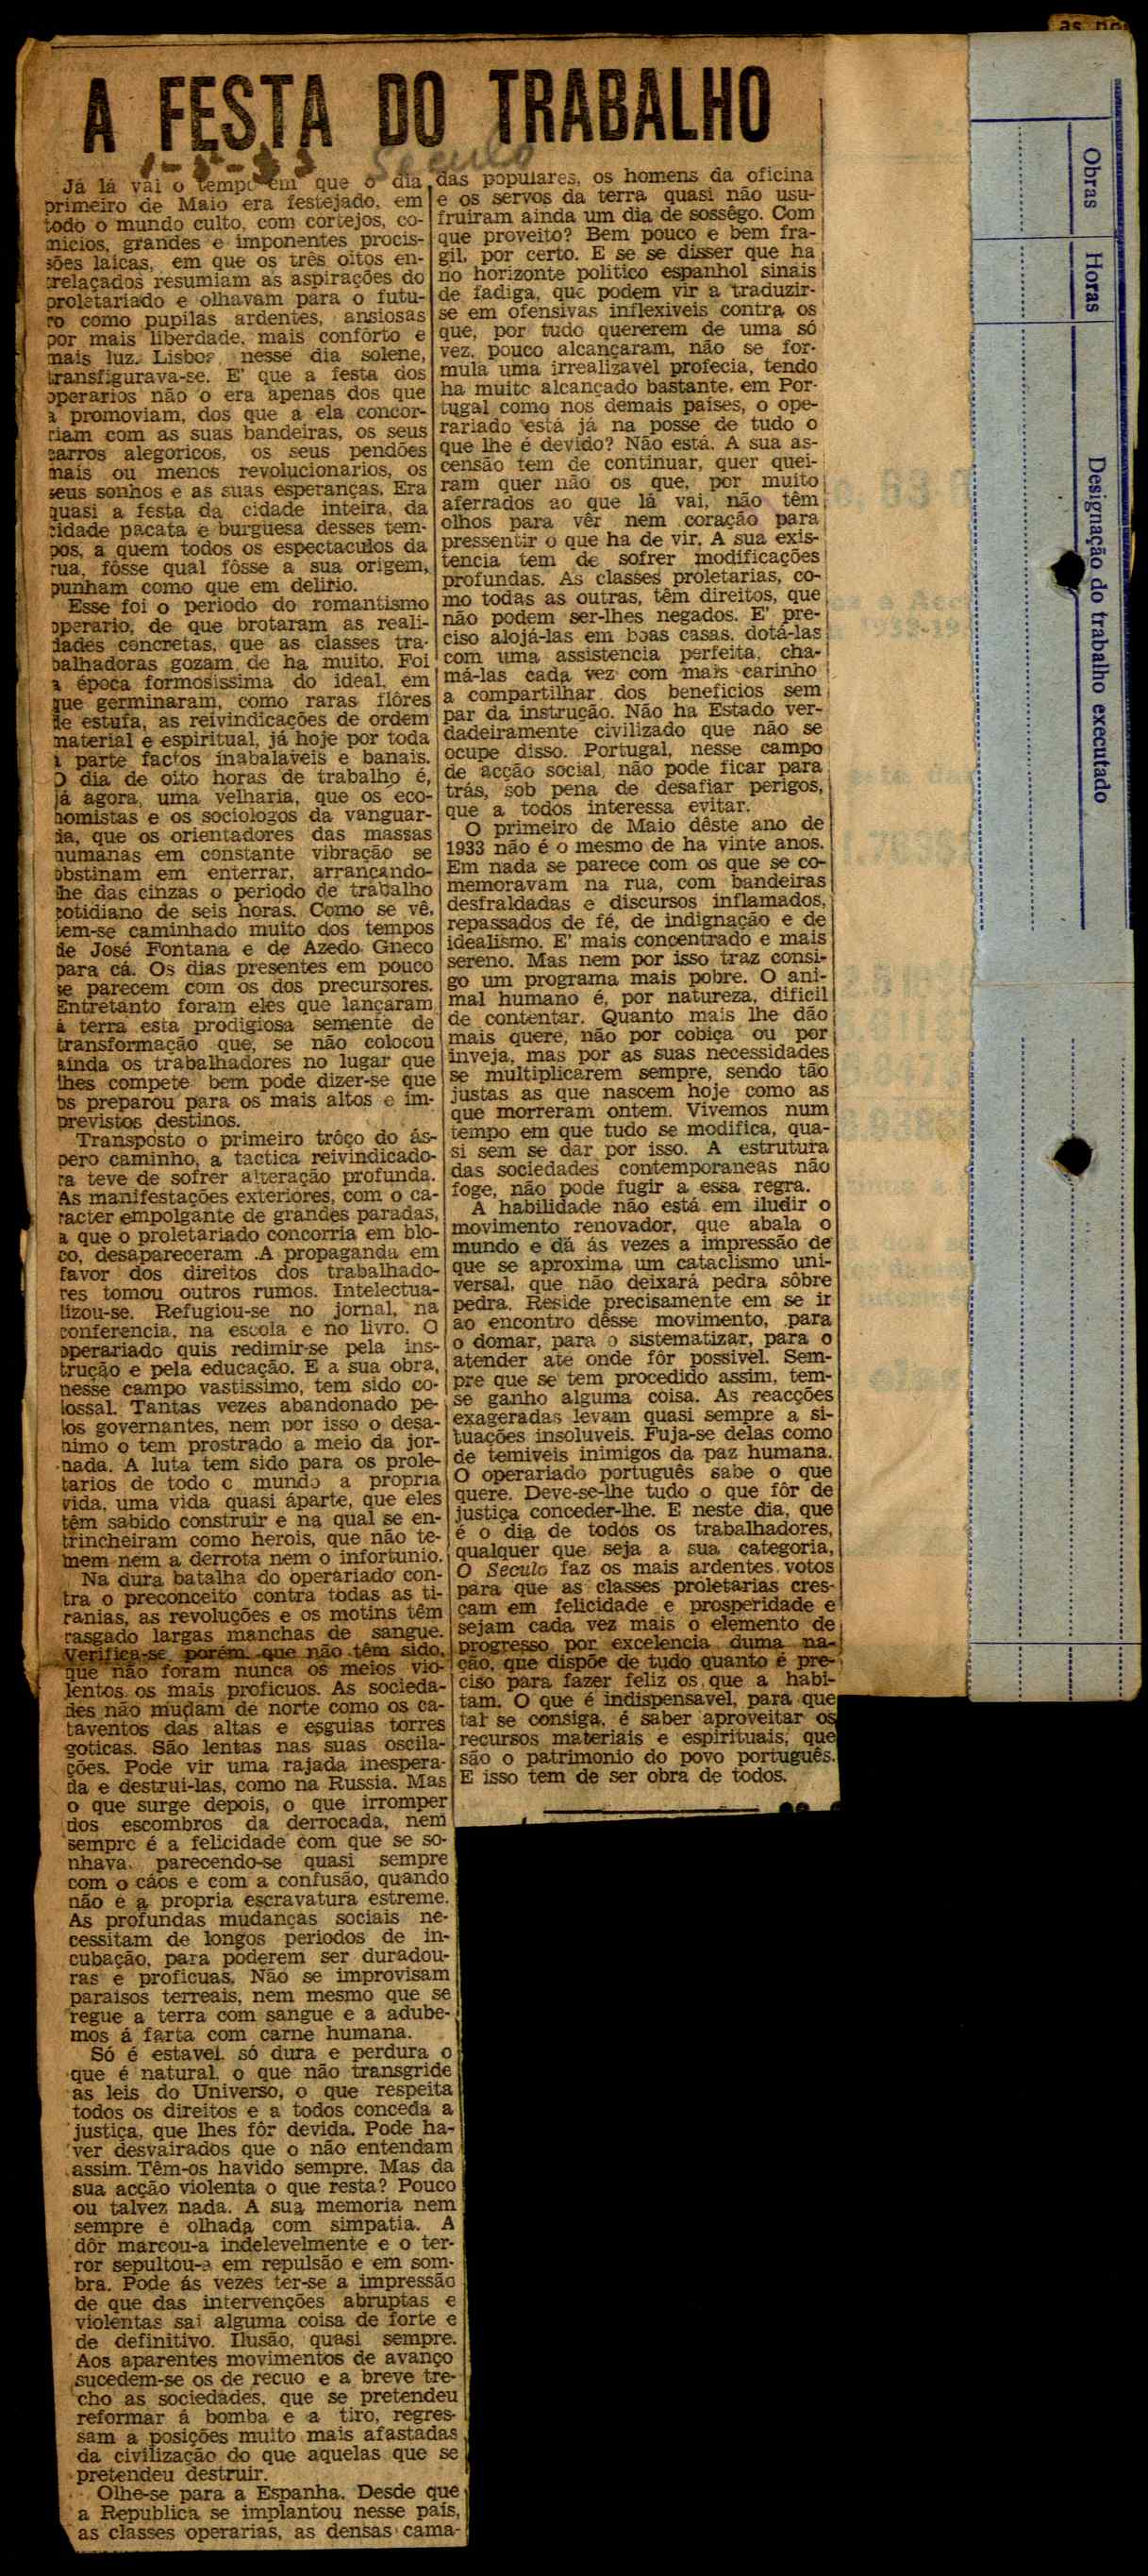 A FESTA DO TRABALHO
1-5-33 Seculo
Já lá vai o tempo em que o dia
primeiro de Maio era festejado, em
todo o mundo culto, com cortejos, co-
micios, grandes e imponentes procis-
sões laicas, em que os três oitos en-
trelaçados resumiam as aspirações do
proletariado e olhavam para o futu-
ro como pupilas ardentes, ansiosas
por mais liberdade, mais confôrto e
mais luz. Lisboa, nesse dia solene,
transfigurava-se. E' que a festa dos
operarios não o era apenas dos que
a promoviam, dos que a ela concor-
riam com as suas bandeiras, os seus
carros alegoricos, os seus pendões
mais ou menos revolucionarios, os
seus sonhos e as suas esperanças. Era
quasi a festa da cidade inteira, da
cidade pacata e burguesa desses tem-
pos, a quem todos os espectaculos da
rua, fôsse qual fôsse a sua origem,
punham como que em delirio.
Esse foi o periodo do romantismo
operario, de que brotaram as reali-
dades concretas, que as classes tra-
balhadoras gozam, de ha muito. Foi
a época formosissima do ideal, em
que germinaram, como raras flôres
de estufa, as reivindicações de ordem
material e espiritual, já hoje por toda
a parte factos inabalaveis e banais.
O dia de oito horas de trabalho é,
já agora, uma velharia, que os eco-
nomistas e os sociologos da vanguar-
da, que os orientadores das massas
humanas em constante vibração se
obstinam em enterrar, arrancando-
lhe das cinzas o periodo de trabalho
cotidiano de seis horas. Como se vê,
tem-se caminhado muito dos tempos
de José Fontana e de Azedo Gneco
para cá. Os dias presentes em pouco
se parecem com os dos precursores.
Entretanto foram eles que lançaram
á terra esta prodigiosa semente de
transformação que, se não colocou
ainda os trabalhadores no lugar que
lhes compete bem pode dizer-se que
os preparou para os mais altos e im-
previstos destinos.
Transposto o primeiro trôço do ás-
pero caminho, a tactica reivindicado-
ra teve de sofrer alteração profunda.
As manifestações exteriores, com o ca-
racter empolgante de grandes paradas,
a que o proletariado concorria em blo-
co, desapareceram .A propaganda em
favor dos direitos dos trabalhado-
res tomou outros rumos. Intelectua-
lizou-se. Refugiou-se no jornal, na
conferencia, na escola e no livro. O
operariado quis redimir-se pela ins-
trução e pela educação. E a sua obra,
nesse campo vastissimo, tem sido co-
lossal. Tantas vezes abandonado pe-
los governantes, nem por isso o desa-
nimo o tem prostrado a meio da jor-
nada. A luta tem sido para os prole-
tarios de todo o mundo a propria
vida, uma vida quasi áparte, que eles
têm sabido construir e na qual se en-
trincheiram como herois, que não te-
mem nem a derrota nem o infortunio.
Na dura batalha do operariado con-
tra o preconceito contra todas as ti-
ranias, as revoluções e os motins têm
rasgado largas manchas de sangue.
Verifica-se, porém, que não têm sido,
que não foram nunca os meios vio-
lentos os mais proficuos. As socieda-
des não mudam de norte como os ca-
taventos das altas e esguias torres
goticas. São lentas nas suas oscila-
ções. Pode vir uma rajada inespera-
da e destrui-las, como na Russia. Mas
o que surge depois, o que irromper
dos escombros da derrocada, nem
sempre é a felicidade com que se so-
nhava, parecendo-se quasi sempre
com o cáos e com a confusão, quando
não é a propria escravatura estreme.
As profundas mudanças sociais ne-
cessitam de longos periodos de in-
cubação, para poderem ser duradou-
ras e proficuas. Não se improvisam
paraisos terreais, nem mesmo que se
regue a terra com sangue e a adube-
mos á farta com carne humana.
Só é estavel, só dura e perdura o
que é natural, o que não transgride
as leis do Universo, o que respeita
todos os direitos e a todos conceda a
justiça, que lhes fôr devida. Pode ha-
ver desvairados que o não entendam
assim. Têm-os havido sempre. Mas da
sua acção violenta o que resta? Pouco
ou talvez nada. A sua memoria nem
sempre é olhada com simpatia. A
dôr marcou-a indelevelmente e o ter-
ror sepultou-a em repulsão e em som-
bra. Pode ás vezes ter-se a impressão
de que das intervenções abruptas e
violentas sai alguma coisa de forte e
de definitivo. Ilusão, quasi sempre.
Aos aparentes movimentos de avanço
sucedem-se os de recuo e a breve tre-
cho as sociedades, que se pretendeu
reformar á bomba e a tiro, regres-
sam a posições muito mais afastadas
da civilização do que aquelas que se
pretendeu destruir.
Olhe-se para a Espanha. Desde que
a Republica se implantou nesse país,
as classes operarias, as densas cama-
das populares, os homens da oficina
e os servos da terra quasi não usu-
fruiram ainda um dia de sossêgo. Com
que proveito? Bem pouco e bem fra-
gil, por certo. E se se disser que ha
no horizonte politico espanhol sinais
de fadiga, que podem vir a traduzir-
se em ofensivas inflexiveis contra os
que, por tudo quererem de uma só
vez, pouco alcançaram, não se for-
mula uma irrealizavel profecia, tendo
ha muito alcançado bastante, em Por-
tugal como nos demais países, o ope-
rariado está já na posse de tudo o
que lhe é devido? Não está. A sua as-
censão tem de continuar, quer quei-
ram quer não os que, por muito
aferrados ao que lá vai, não têm
olhos para vêr nem coração para
pressentir o que ha de vir. A sua exis-
tencia tem de sofrer modificações
profundas. As classes proletarias, co-
mo todas as outras, têm direitos, que
não podem ser-lhes negados. E' pre-
ciso alojá-las em boas casas, dotá-las
com uma assistencia perfeita, cha-
má-las cada vez com mais carinho
a compartilhar dos beneficios sem
par da instrução. Não ha Estado ver-
dadeiramente civilizado que não se
ocupe disso. Portugal, nesse campo
de acção social, não pode ficar para
trás, sob pena de desafiar perigos,
que a todos interessa evitar.
O primeiro de Maio dêste ano de
1933 não é o mesmo de ha vinte anos.
Em nada se parece com os que se co-
memoravam na rua, com bandeiras
desfraldadas e discursos inflamados,
repassados de fé, de indignação e de
idealismo. E' mais concentrado e mais
sereno. Mas nem por isso traz consi-
go um programa mais pobre. O ani-
mal humano é, por natureza, dificil
de contentar. Quanto mais lhe dão
mais quere, não por cobiça ou por
inveja, mas por as suas necessidades
se multiplicarem sempre, sendo tão
justas as que nascem hoje como as
que morreram ontem. Vivemos num
tempo em que tudo se modifica, qua-
si sem se dar por isso. A estrutura
das sociedades contemporaneas não
foge, não pode fugir a essa regra.
A habilidade não está em iludir o
movimento renovador, que abala o
mundo e dá ás vezes a impressão de
que se aproxima um cataclismo uni-
versal, que não deixará pedra sôbre
pedra. Reside precisamente em se ir
ao encontro dêsse movimento, para
o domar, para o sistematizar, para o
atender até onde fôr possivel. Sem-
pre que se tem procedido assim, tem-
se ganho alguma coisa. As reacções
exageradas levam quasi sempre a si-
tuações insoluveis. Fuja-se delas como
de temiveis inimigos da paz humana.
O operariado português sabe o que
quere. Deve-se-lhe tudo o que fôr de
justiça conceder-lhe. E neste dia, que
é o dia de todos os trabalhadores,
qualquer que seja a sua categoria,
O Seculo faz os mais ardentes votos
para que as classes proletarias cres-
çam em felicidade e prosperidade e
sejam cada vez mais o elemento de
progresso por excelencia duma na-
ção, que dispõe de tudo quanto é pre-
ciso para fazer feliz os que a habi-
tam. O que é indispensavel, para que
tal se consiga, é saber aproveitar os
recursos materiais e espirituais, que
são o patrimonio do povo português.
E isso tem de ser obra de todos.
Obras
Horas
Designação do trabalho executado